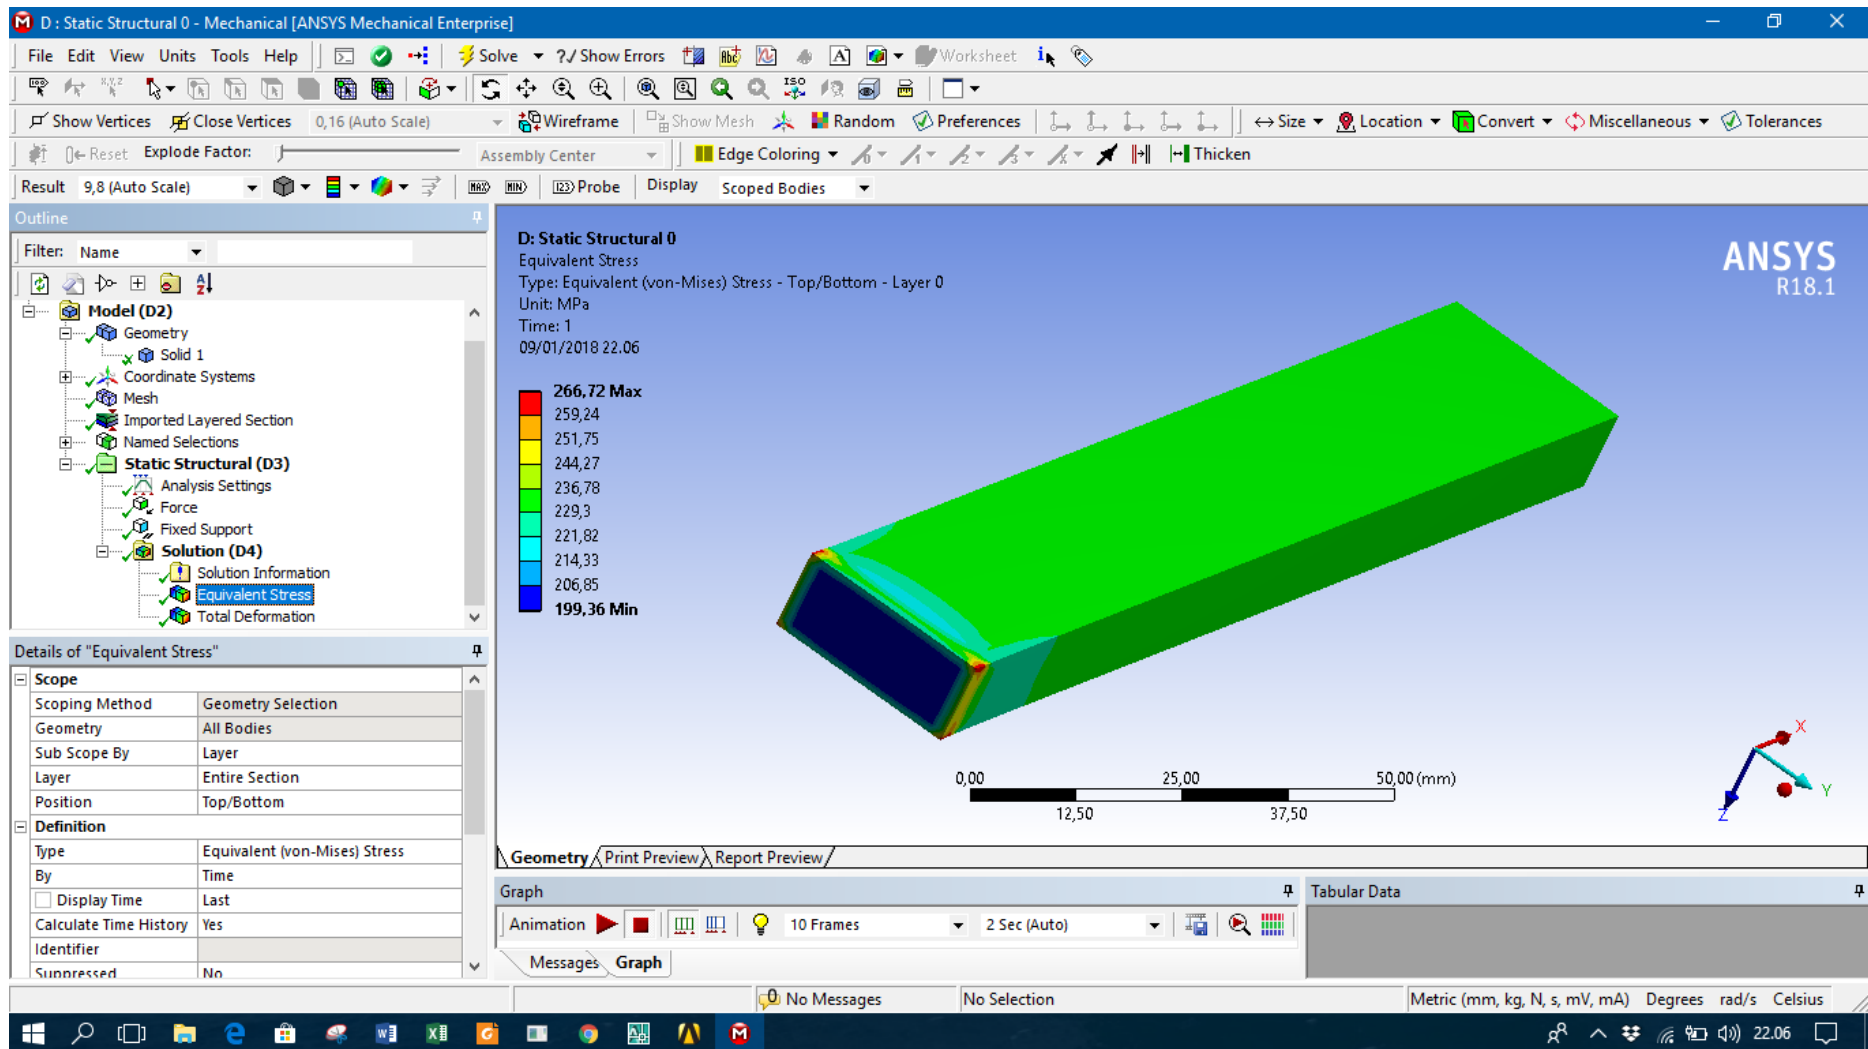 D : Static Structural 0 - Mechanical [ANSYS Mechanical Enterprise]
File Edit View Units Tools Help Solve ?/ Show Errors Worksheet
Show Vertices Close Vertices 0,16 (Auto Scale) Wireframe Show Mesh Random Preferences Size Location Convert Miscellaneous Tolerances
Reset Explode Factor: Assembly Center Edge Coloring Thicken
Result 9,8 (Auto Scale) MAX MIN Probe Display Scoped Bodies
Outline
Filter: Name
Model (D2)
Geometry
Solid 1
Coordinate Systems
Mesh
Imported Layered Section
Named Selections
Static Structural (D3)
Analysis Settings
Force
Fixed Support
Solution (D4)
Solution Information
Equivalent Stress
Total Deformation
Details of "Equivalent Stress"
Scope
Scoping Method Geometry Selection
Geometry All Bodies
Sub Scope By Layer
Layer Entire Section
Position Top/Bottom
Definition
Type Equivalent (von-Mises) Stress
By Time
Display Time Last
Calculate Time History Yes
Identifier
Suppressed No
D: Static Structural 0
Equivalent Stress
Type: Equivalent (von-Mises) Stress - Top/Bottom - Layer 0
Unit: MPa
Time: 1
09/01/2018 22.06
266,72 Max
259,24
251,75
244,27
236,78
229,3
221,82
214,33
206,85
199,36 Min
ANSYS
R18.1
0,00 25,00 50,00 (mm)
12,50 37,50
X
Y
Z
Geometry Print Preview Report Preview
Graph
Animation 10 Frames 2 Sec (Auto)
Messages Graph
Tabular Data
No Messages No Selection Metric (mm, kg, N, s, mV, mA) Degrees rad/s Celsius
22.06